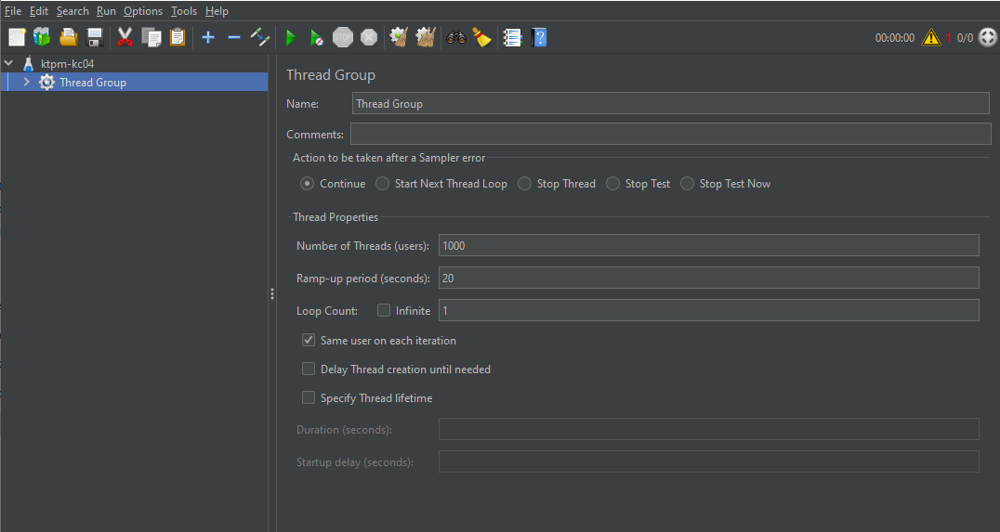 File Edit Search Run Options Tools Help
STOP 00:00:00 ! 1 0/0
ktpm-kc04
Thread Group
Thread Group
Name: Thread Group
Comments:
Action to be taken after a Sampler error
Continue Start Next Thread Loop Stop Thread Stop Test Stop Test Now
Thread Properties
Number of Threads (users): 1000
Ramp-up period (seconds): 20
Loop Count: Infinite 1
Same user on each iteration
Delay Thread creation until needed
Specify Thread lifetime
Duration (seconds):
Startup delay (seconds):